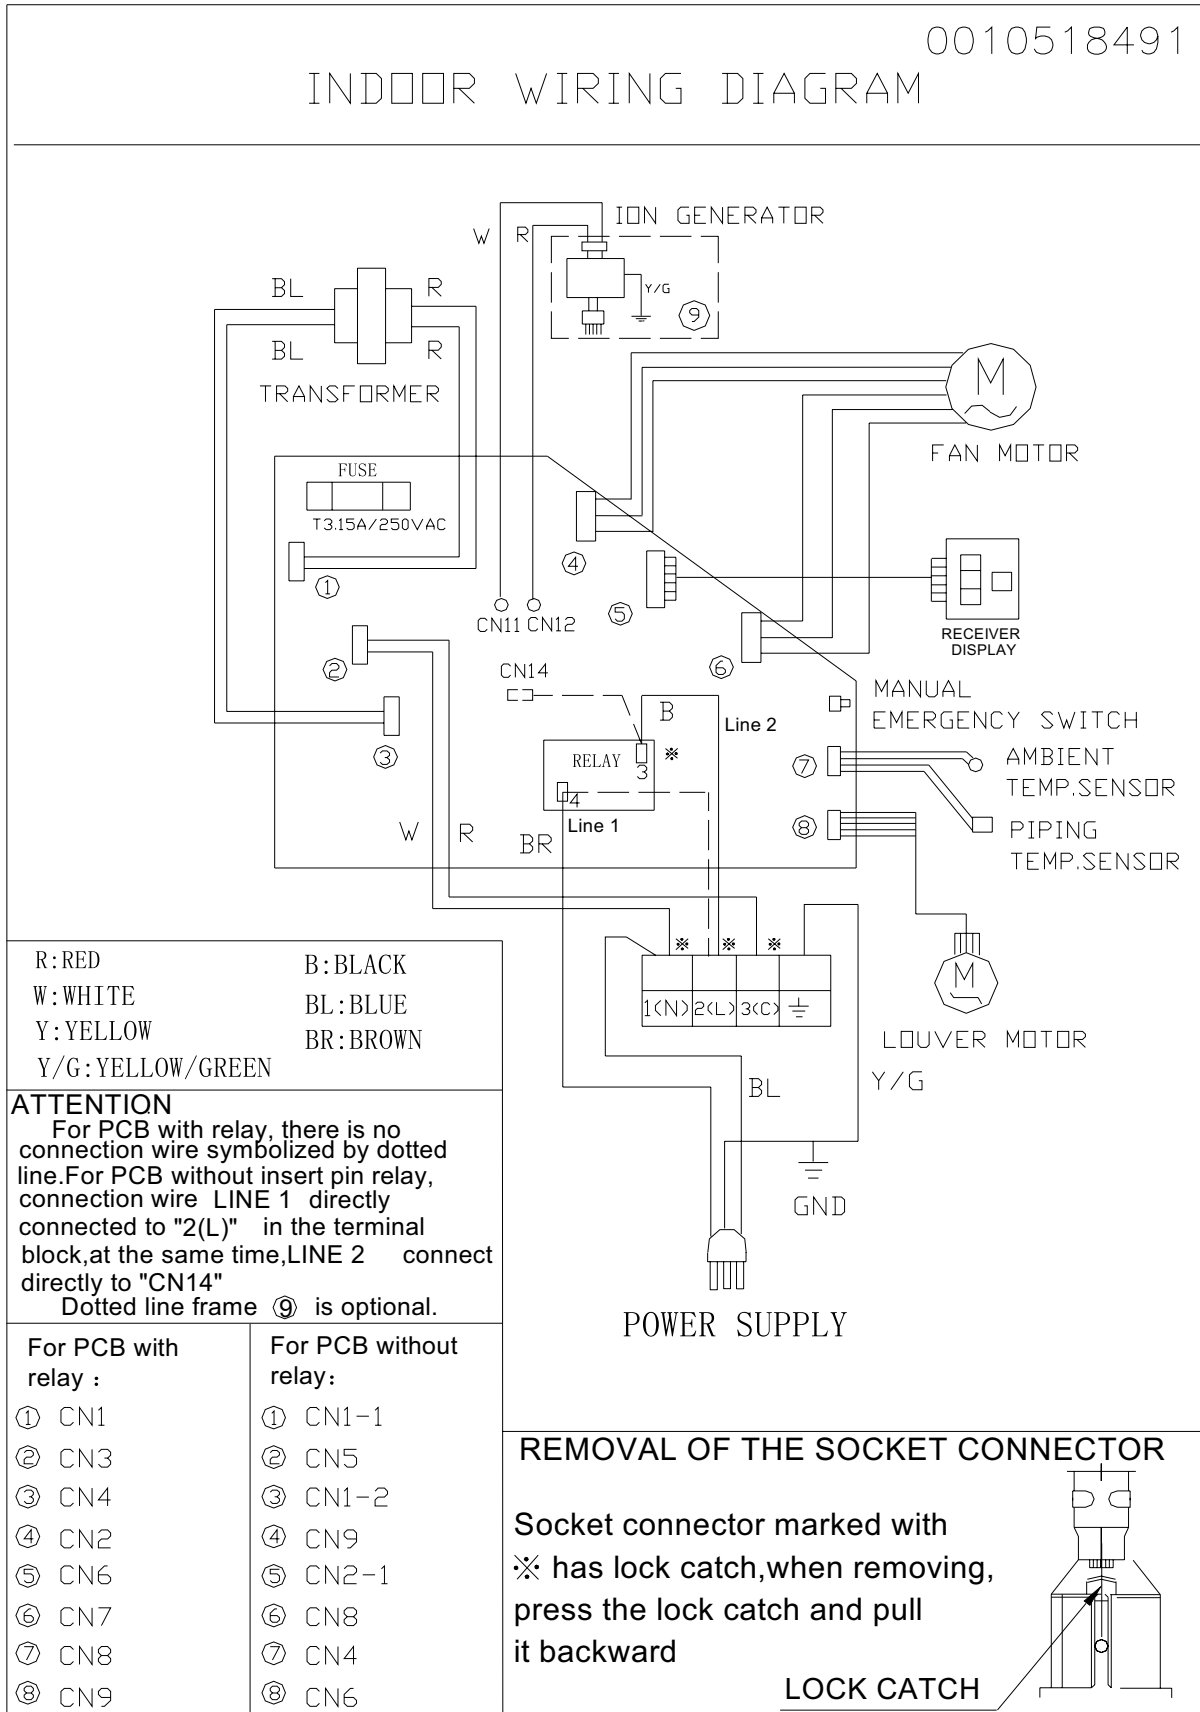 0010518491
INDOOR WIRING DIAGRAM
ION GENERATOR
W
R
Y/G
⑨
BL
R
BL
R
TRANSFORMER
M
FAN MOTOR
FUSE
T3.15A/250VAC
①
④
⑤
CN11 CN12
RECEIVER
DISPLAY
②
⑥
CN14
③
B
Line 2
MANUAL
EMERGENCY SWITCH
RELAY
3
※
⑦
AMBIENT
TEMP.SENSOR
4
Line 1
⑧
PIPING
TEMP.SENSOR
W
R
BR
※
※
※
1(N)
2(L)
3(C)
M
LOUVER MOTOR
BL
Y/G
GND
POWER SUPPLY
R:RED
B:BLACK
W:WHITE
BL:BLUE
Y:YELLOW
BR:BROWN
Y/G:YELLOW/GREEN
ATTENTION
For PCB with relay, there is no
connection wire symbolized by dotted
line.For PCB without insert pin relay,
connection wire LINE 1 directly
connected to "2(L)" in the terminal
block,at the same time,LINE 2 connect
directly to "CN14"
Dotted line frame ⑨ is optional.
For PCB with
relay :
① CN1
② CN3
③ CN4
④ CN2
⑤ CN6
⑥ CN7
⑦ CN8
⑧ CN9
For PCB without
relay:
① CN1-1
② CN5
③ CN1-2
④ CN9
⑤ CN2-1
⑥ CN8
⑦ CN4
⑧ CN6
REMOVAL OF THE SOCKET CONNECTOR
Socket connector marked with
※ has lock catch,when removing,
press the lock catch and pull
it backward
LOCK CATCH